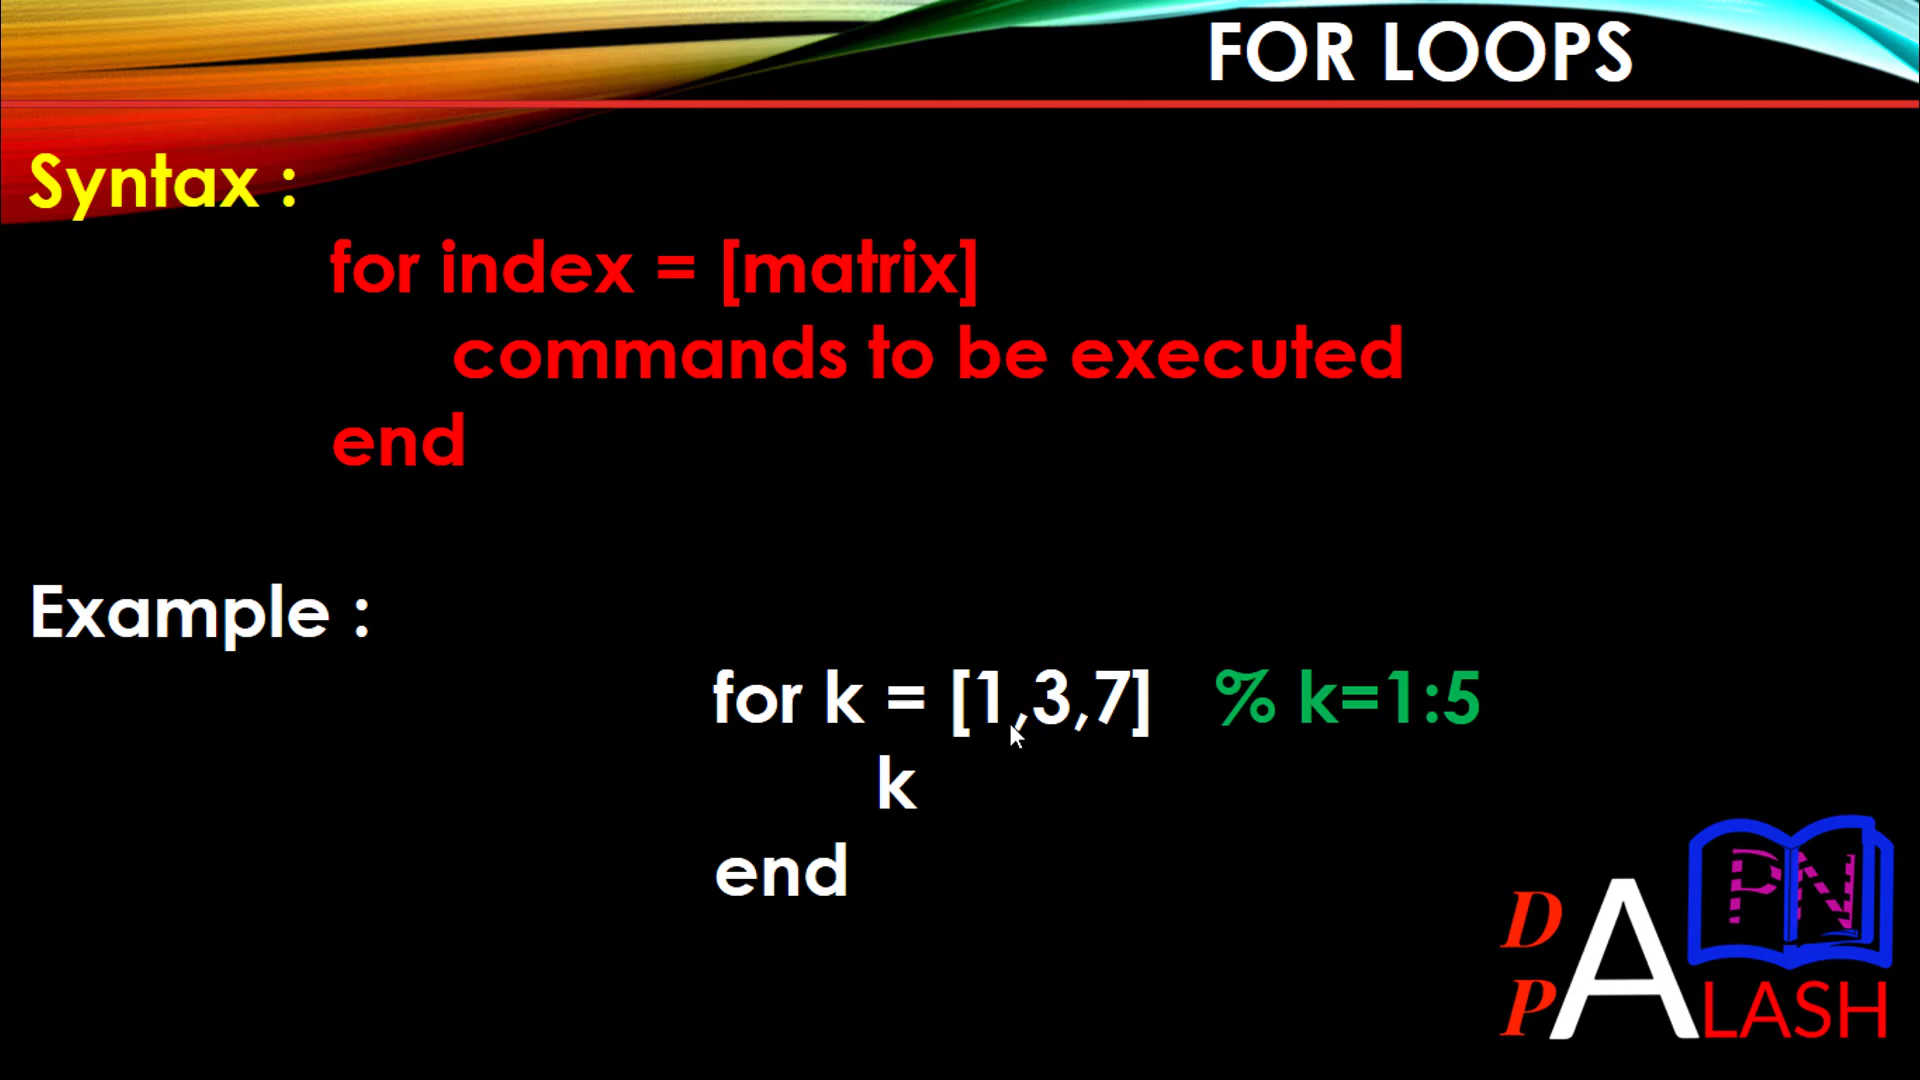 FOR LOOPS
Syntax :
for index = [matrix]
commands to be executed
end
Example :
for k = [1,3,7] % k=1:5
k
end
PN
D
P
ALASH